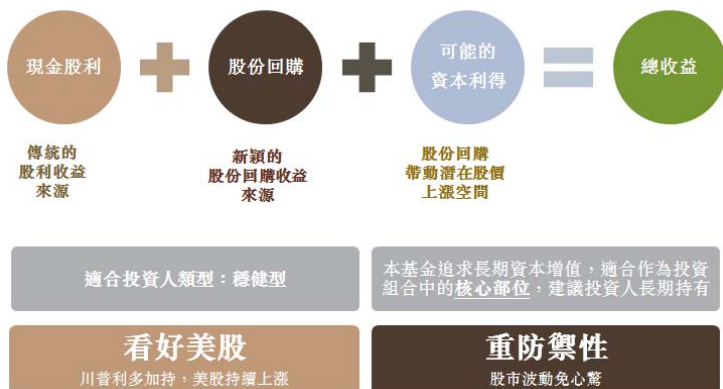 現金股利
股份回購
可能的
資本利得
總收益
傳統的
股利收益
來源
新穎的
股份回購收益
來源
股份回購
帶動潛在股價
上漲空間
適合投資人類型：穩健型
本基金追求長期資本增值，適合作為投資
組合中的核心部位，建議投資人長期持有
看好美股
川普利多加持，美股持續上漲
重防禦性
股市波動免心驚